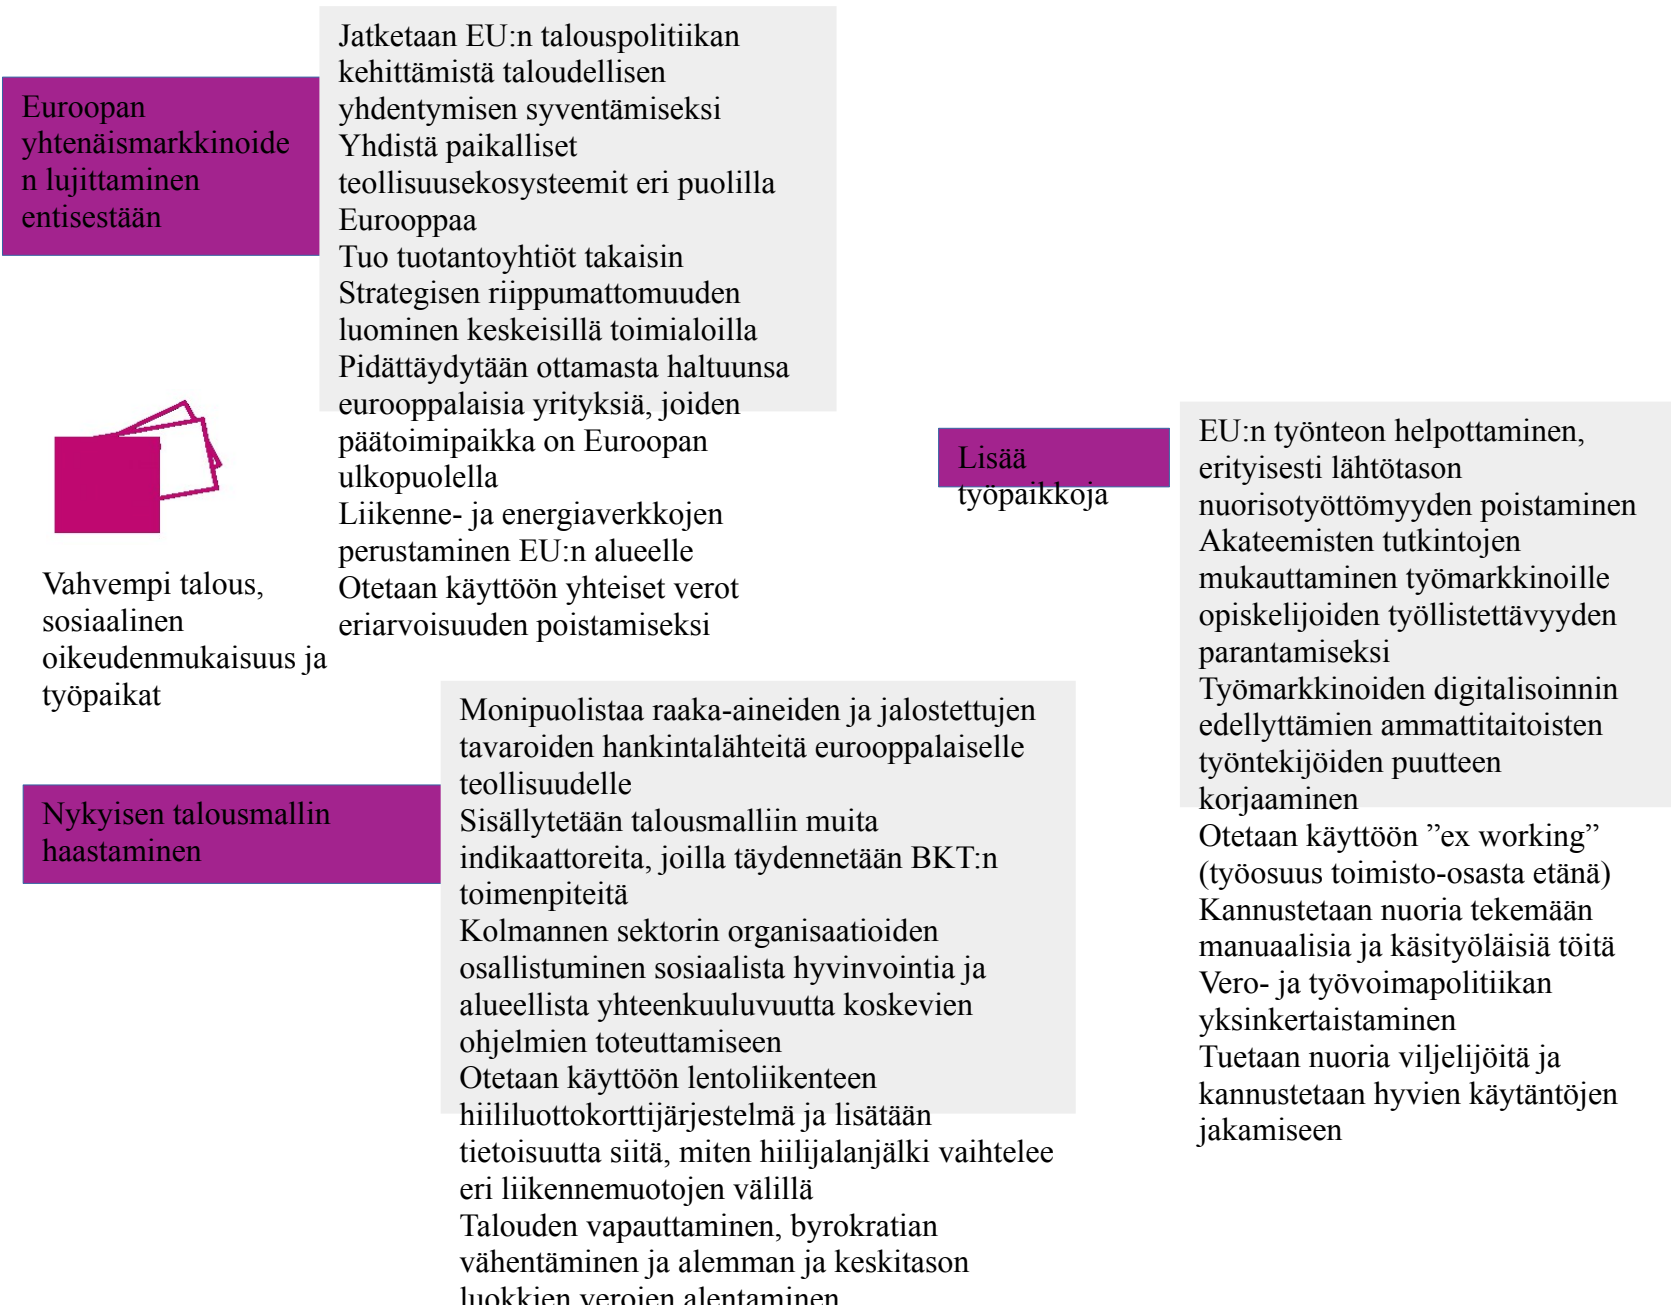 Euroopan
yhtenäismarkkinoide
n lujittaminen
entisestään
Jatketaan EU:n talouspolitiikan
kehittämistä taloudellisen
yhdentymisen syventämiseksi
Yhdistä paikalliset
teollisuusekosysteemit eri puolilla
Eurooppaa
Tuo tuotantoyhtiöt takaisin
Strategisen riippumattomuuden
luominen keskeisillä toimialoilla
Pidättäydytään ottamasta haltuunsa
eurooppalaisia yrityksiä, joiden
päätoimipaikka on Euroopan
ulkopuolella
Liikenne- ja energiaverkkojen
perustaminen EU:n alueelle
Otetaan käyttöön yhteiset verot
eriarvoisuuden poistamiseksi
Vahvempi talous,
sosiaalinen
oikeudenmukaisuus ja
työpaikat
Nykyisen talousmallin
haastaminen
Monipuolistaa raaka-aineiden ja jalostettujen
tavaroiden hankintalähteitä eurooppalaiselle
teollisuudelle
Sisällytetään talousmalliin muita
indikaattoreita, joilla täydennetään BKT:n
toimenpiteitä
Kolmannen sektorin organisaatioiden
osallistuminen sosiaalista hyvinvointia ja
alueellista yhteenkuuluvuutta koskevien
ohjelmien toteuttamiseen
Otetaan käyttöön lentoliikenteen
hiililuottokorttijärjestelmä ja lisätään
tietoisuutta siitä, miten hiilijalanjälki vaihtelee
eri liikennemuotojen välillä
Talouden vapauttaminen, byrokratian
vähentäminen ja alemman ja keskitason
luokkien verojen alentaminen
Lisää
työpaikkoja
EU:n työnteon helpottaminen,
erityisesti lähtötason
nuorisotyöttömyyden poistaminen
Akateemisten tutkintojen
mukauttaminen työmarkkinoille
opiskelijoiden työllistettävyyden
parantamiseksi
Työmarkkinoiden digitalisoinnin
edellyttämien ammattitaitoisten
työntekijöiden puutteen
korjaaminen
Otetaan käyttöön ”ex working”
(työosuus toimisto-osasta etänä)
Kannustetaan nuoria tekemään
manuaalisia ja käsityöläisiä töitä
Vero- ja työvoimapolitiikan
yksinkertaistaminen
Tuetaan nuoria viljelijöitä ja
kannustetaan hyvien käytäntöjen
jakamiseen